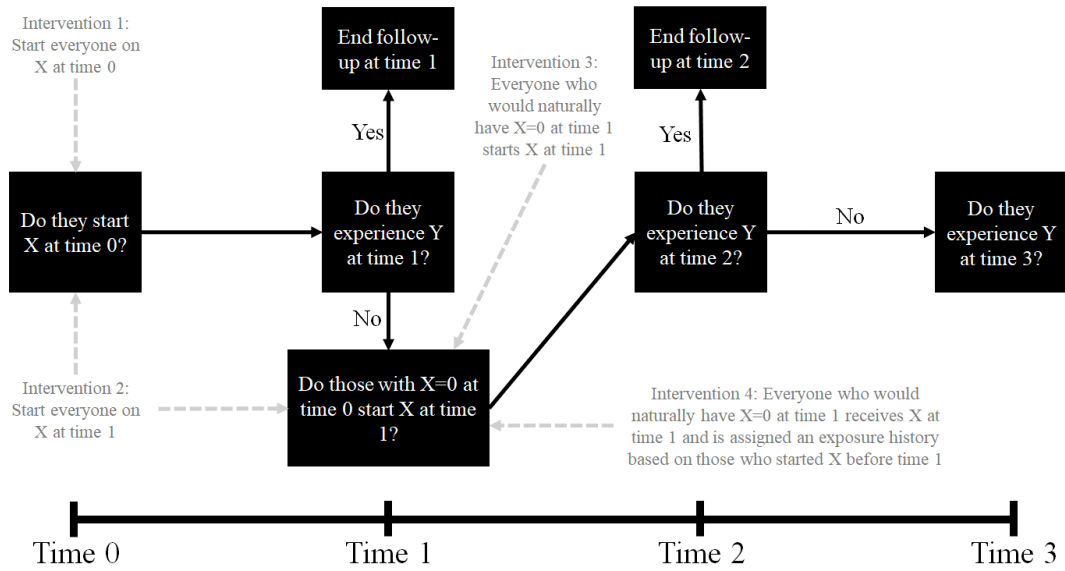 Intervention 1:
Start everyone on
X at time 0
End follow-
up at time 1
End follow-
up at time 2
Intervention 3:
Everyone who
would naturally
have X=0 at time 1
starts X at time 1
Yes
Yes
Do they start
X at time 0?
Do they
experience Y
at time 1?
Do they
experience Y
at time 2?
No
Do they
experience Y
at time 3?
No
Intervention 2:
Start everyone on
X at time 1
Do those with X=0 at
time 0 start X at time
1?
Intervention 4: Everyone who would
naturally have X=0 at time 1 receives X at
time 1 and is assigned an exposure history
based on those who started X before time 1
Time 0
Time 1
Time 2
Time 3